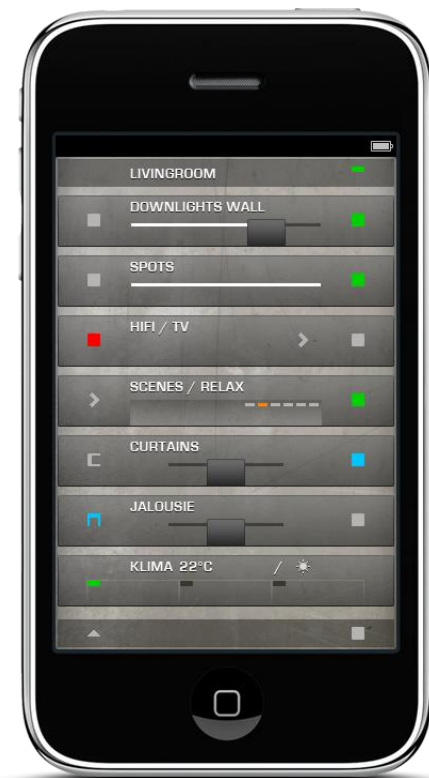 LIVINGROOM
DOWNLIGHTS WALL
SPOTS
HIFI / TV
SCENES / RELAX
CURTAINS
JALOUSIE
KLIMA 22°C /